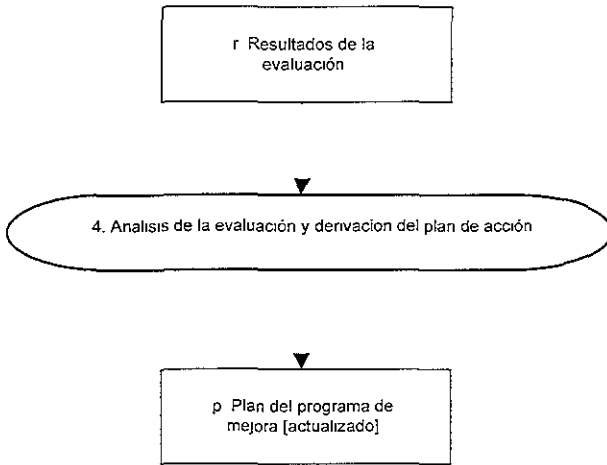 r Resultados de la
evaluación
4. Analisis de la evaluación y derivacion del plan de acción
p Plan del programa de
mejora [actualizado]